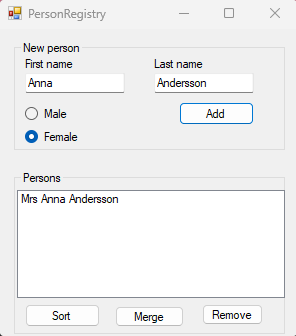 PersonRegistry
New person
First name Last name
Anna Andersson
Male Add
Female
Persons
Mrs Anna Andersson
Sort Merge Remove